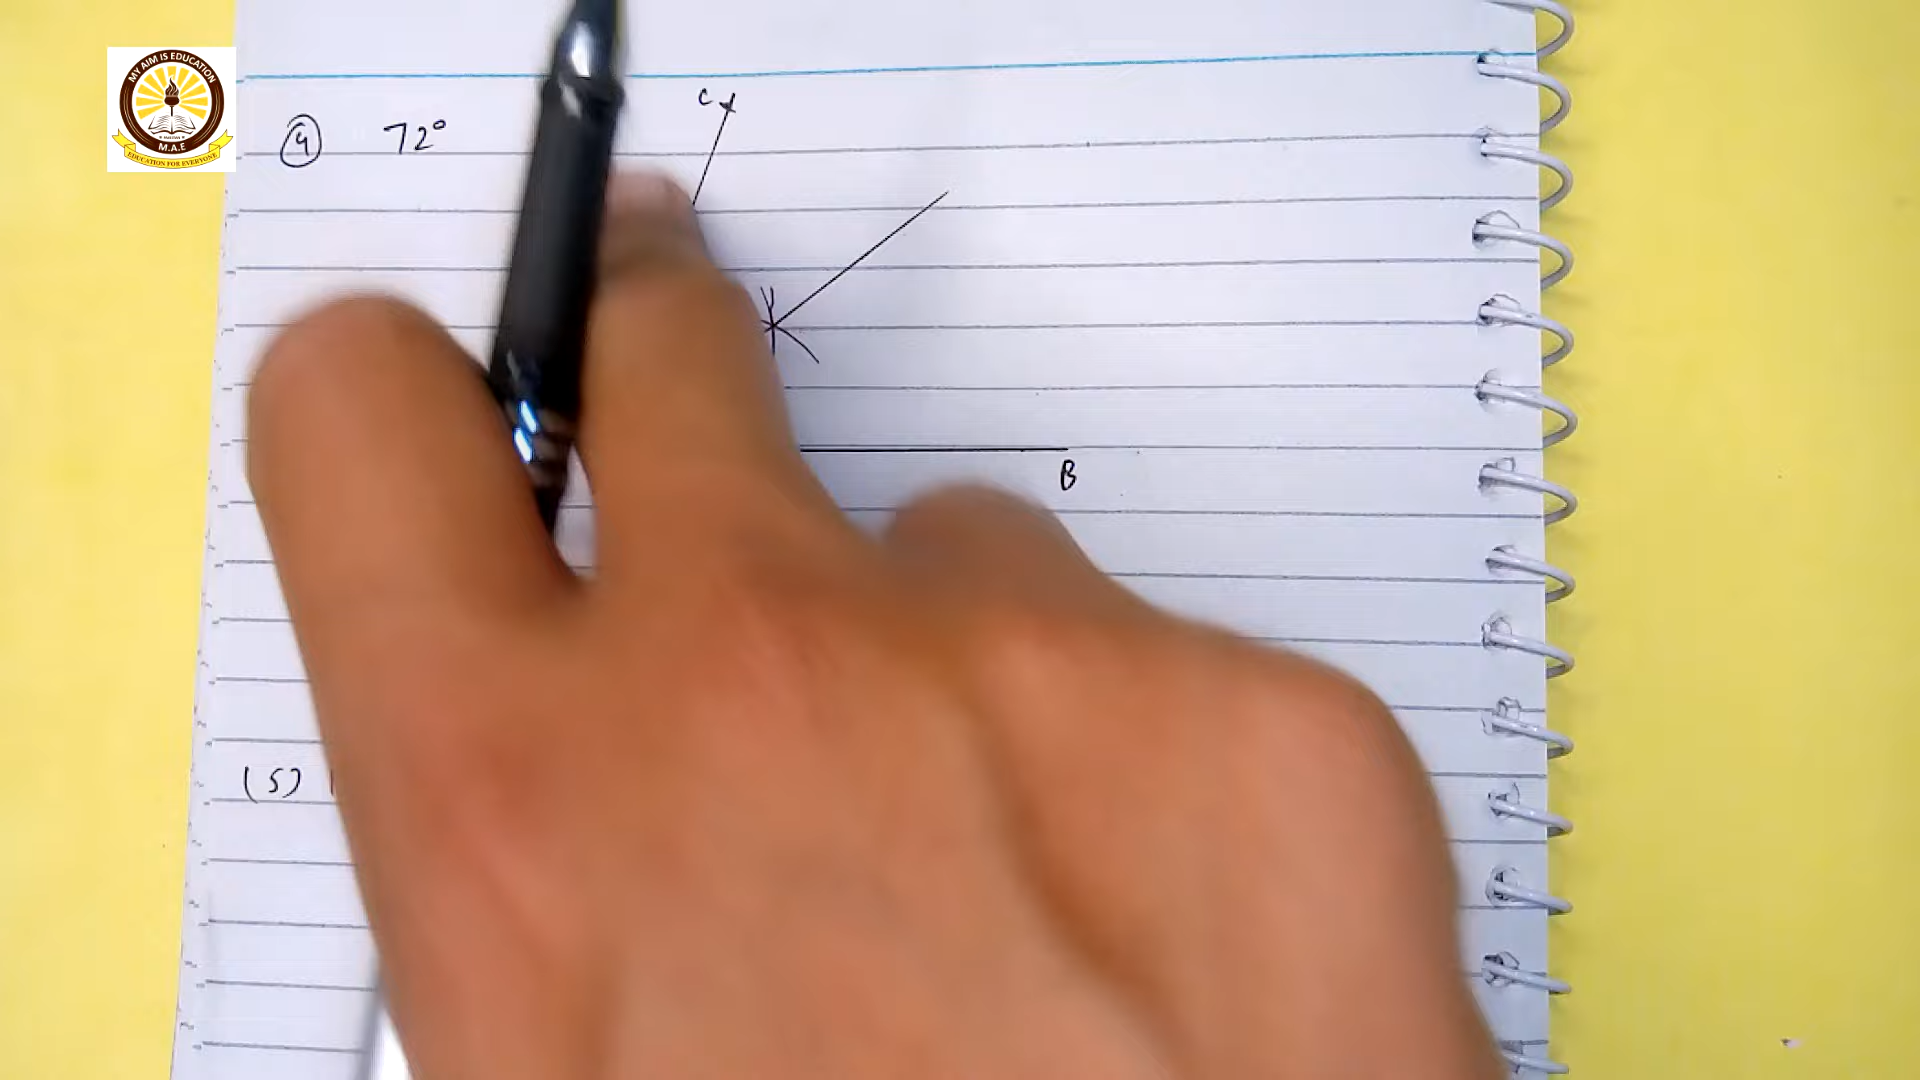 MY AIM IS EDUCATION
M.A.E
EDUCATION FOR EVERYONE
4 72°
C
B
(5)